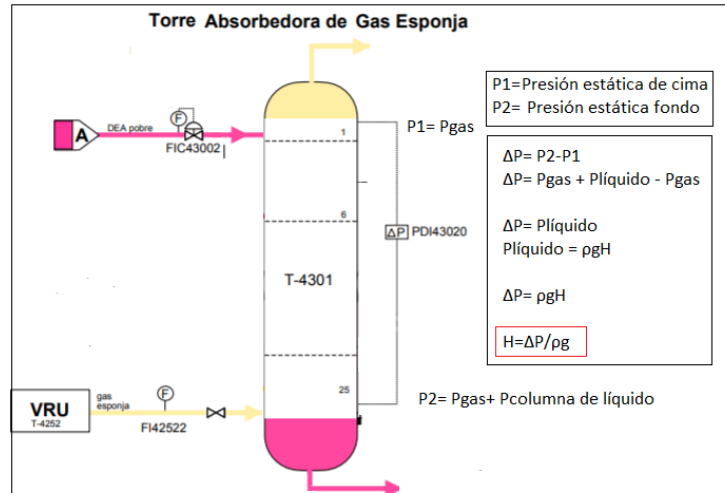 Torre Absorbedora de Gas Esponja
P1=Presión estática de cima
P2= Presión estática fondo
A
DEA pobre
F
FIC43002
P1= Pgas
1
ΔP= P2-P1
ΔP= Pgas + Plíquido - Pgas
6
ΔP PDI43020
ΔP= Plíquido
Plíquido = ρgH
T-4301
ΔP= ρgH
H=ΔP/ρg
25
P2= Pgas+ Pcolumna de líquido
VRU
T-4252
gas
esponja
F
FI42522